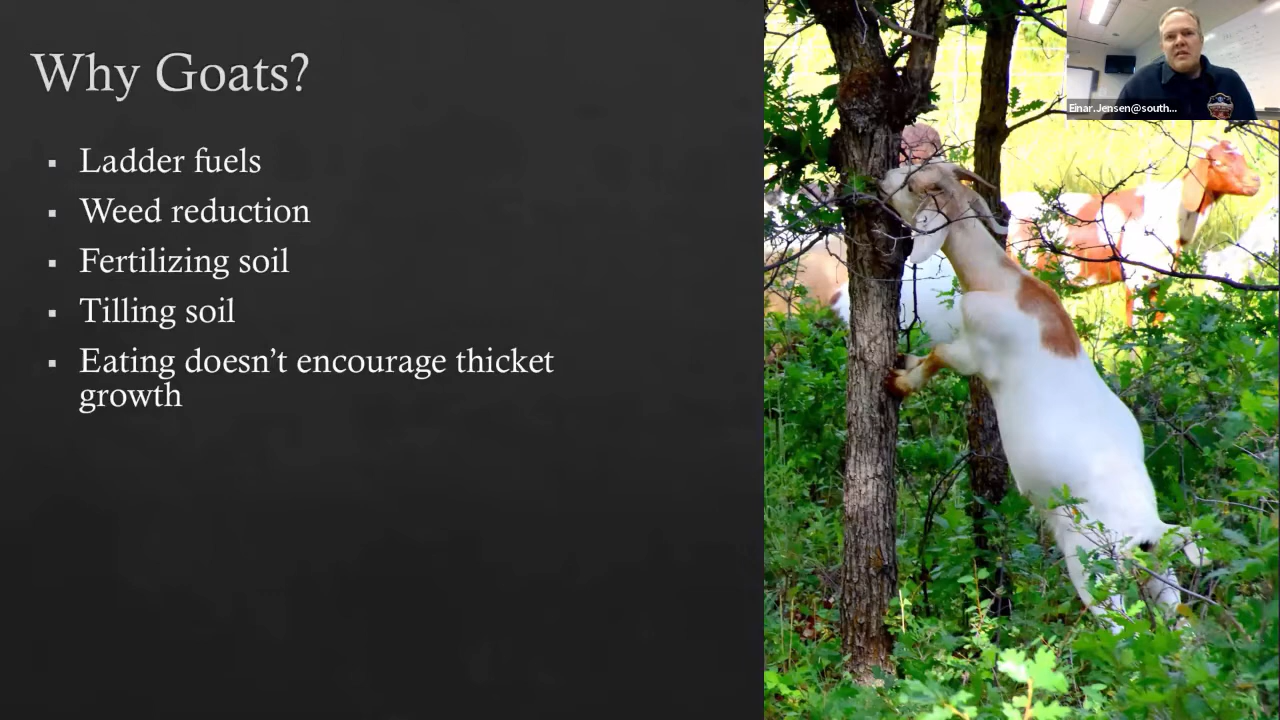 Why Goats?
Ladder fuels
Weed reduction
Fertilizing soil
Tilling soil
Eating doesn't encourage thicket
growth
Einar.Jensen@south...